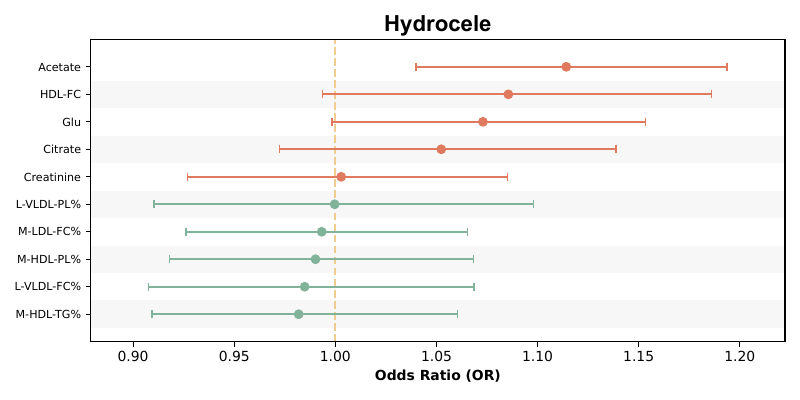 Hydrocele
Acetate
HDL-FC
Glu
Citrate
Creatinine
L-VLDL-PL%
M-LDL-FC%
M-HDL-PL%
L-VLDL-FC%
M-HDL-TG%
0.90 0.95 1.00 1.05 1.10 1.15 1.20
Odds Ratio (OR)